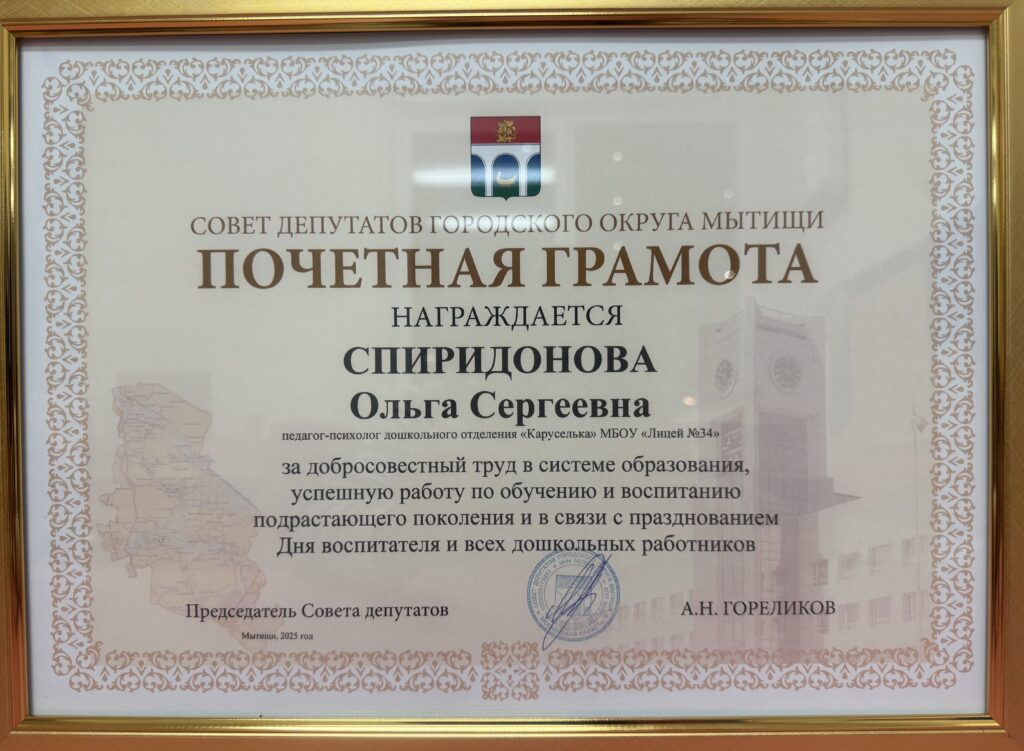 СОВЕТ ДЕПУТАТОВ ГОРОДСКОГО ОКРУГА МЫТИЩИ
ПОЧЕТНАЯ ГРАМОТА
НАГРАЖДАЕТСЯ
СПИРИДОНОВА
Ольга Сергеевна
педагог-психолог дошкольного отделения «Каруселька» МБОУ «Лицей №34»
за добросовестный труд в системе образования,
успешную работу по обучению и воспитанию
подрастающего поколения и в связи с празднованием
Дня воспитателя и всех дошкольных работников
Председатель Совета депутатов
А.Н. ГОРЕЛИКОВ
Мытищи, 2025 год